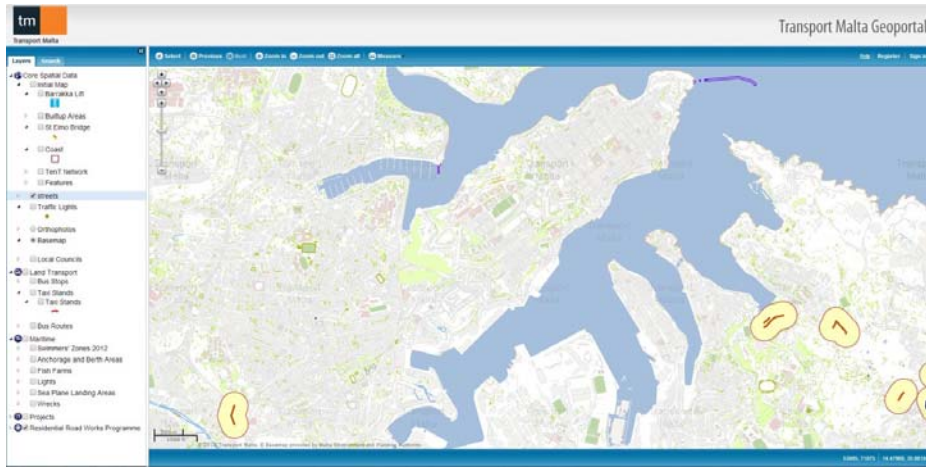 tm
Transport Malta
Transport Malta Geoportal
Layers Search
Select Previous Next Zoom in Zoom out Zoom all Measure
Help Register Sign in
Core Spatial Data
Initial Map
Barrakka Lift
Builtup Areas
St Elmo Bridge
Coast
TenT Network
Features
streets
Traffic Lights
Orthophotos
Basemap
Local Councils
Land Transport
Bus Stops
Taxi Stands
Taxi Stands
Bus Routes
Maritime
Swimmers' Zones 2012
Anchorage and Berth Areas
Fish Farms
Lights
Sea Plane Landing Areas
Wrecks
Projects
Residential Road Works Programme